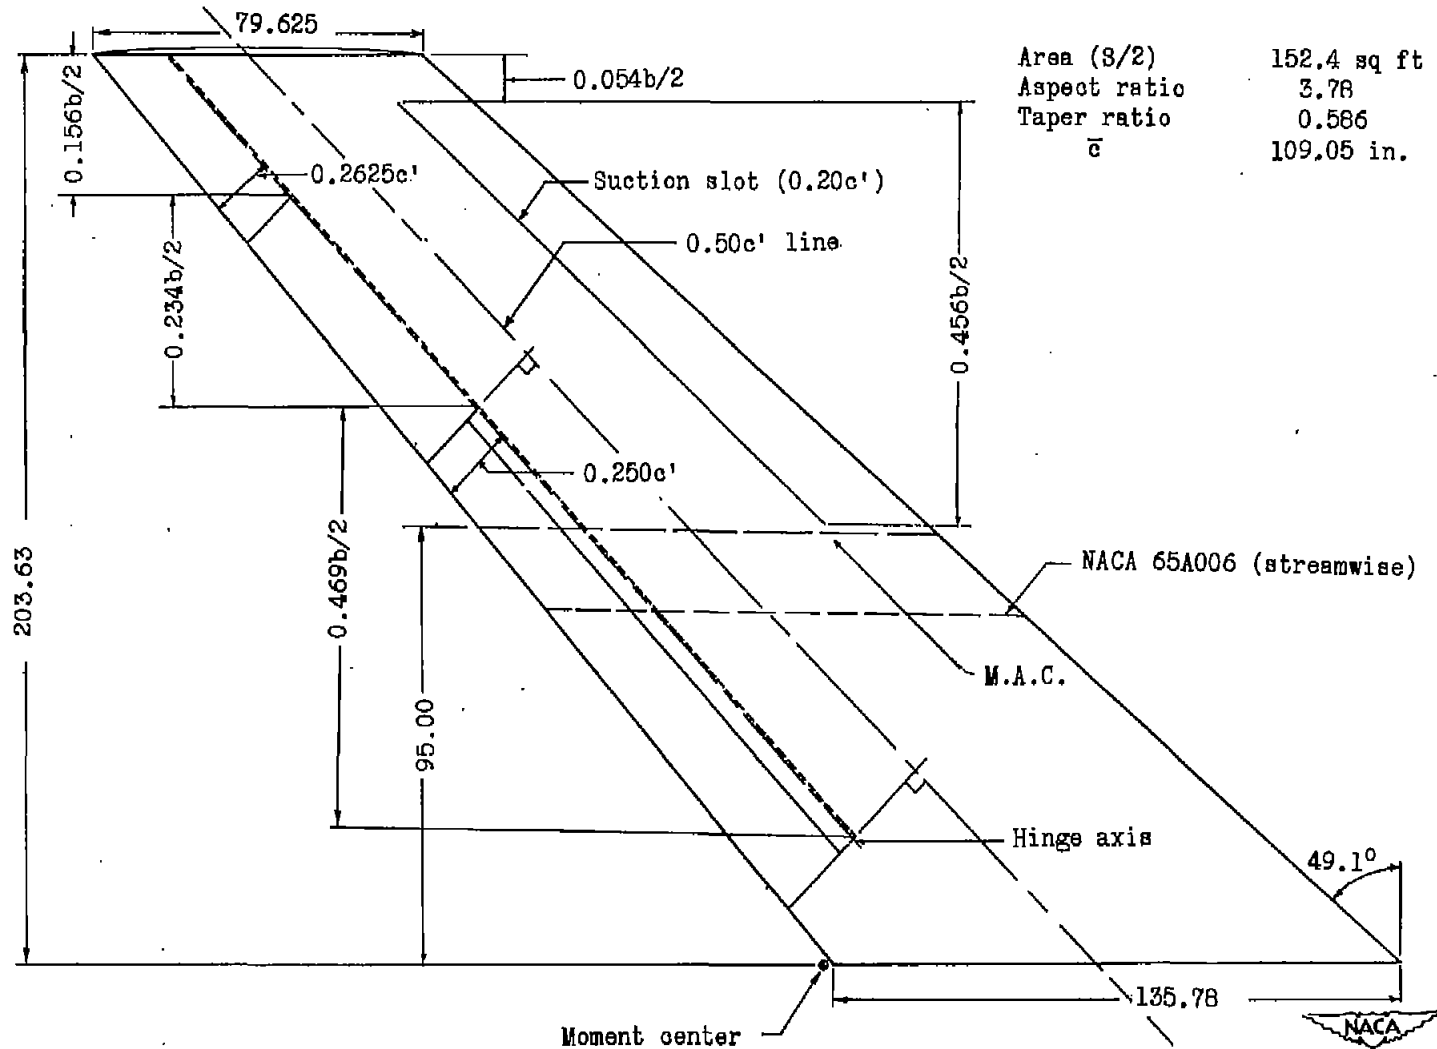 79.625
Area (S/2) 152.4 sq ft
Aspect ratio 3.78
Taper ratio 0.586
c̄ 109.05 in.
0.054b/2
0.156b/2
0.2625c'
Suction slot (0.20c')
0.50c' line
0.234b/2
0.456b/2
0.250c'
203.63
0.469b/2
NACA 65A006 (streamwise)
M.A.C.
95.00
Hinge axis
49.1⁰
135.78
Moment center
NACA